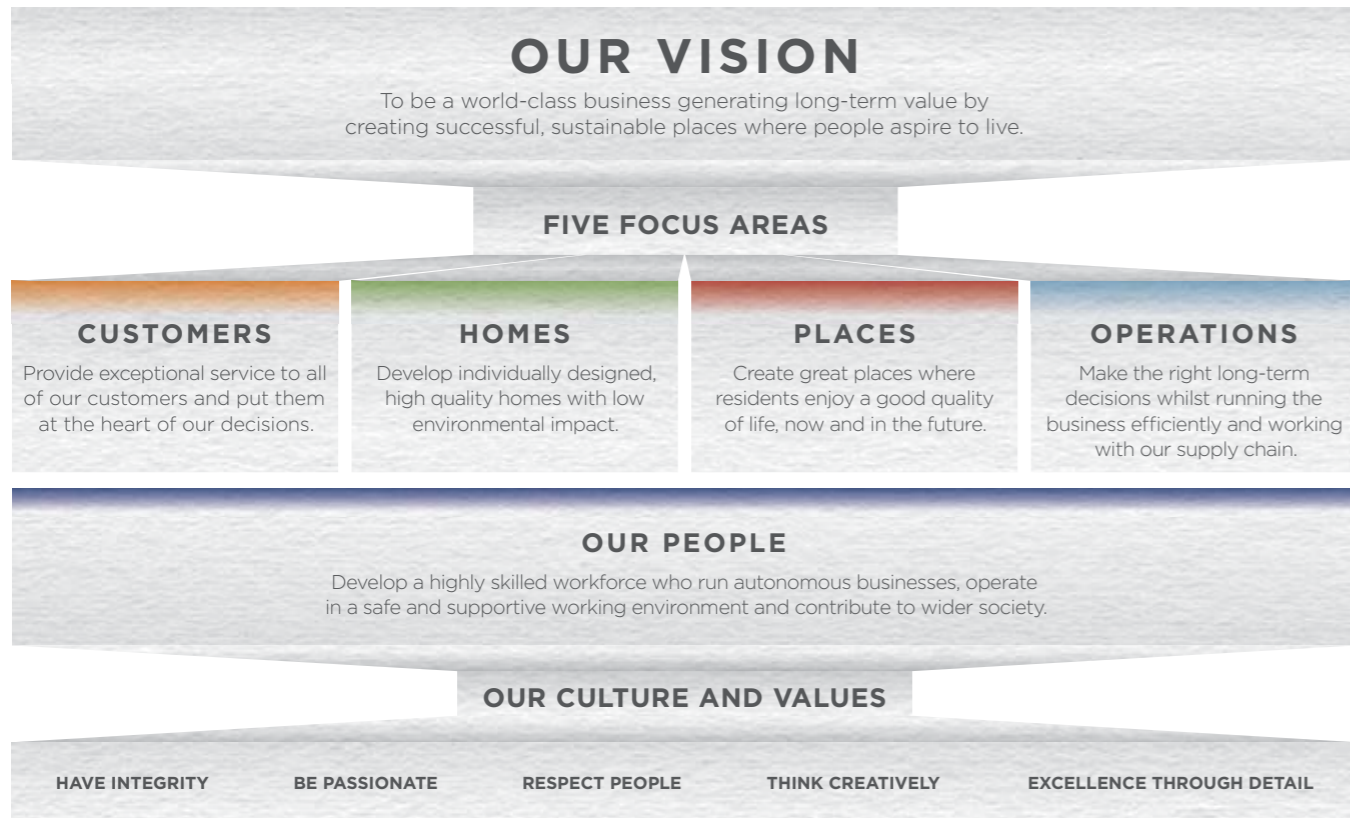 OUR VISION
To be a world-class business generating long-term value by
creating successful, sustainable places where people aspire to live.
FIVE FOCUS AREAS
CUSTOMERS
Provide exceptional service to all
of our customers and put them
at the heart of our decisions.
HOMES
Develop individually designed,
high quality homes with low
environmental impact.
PLACES
Create great places where
residents enjoy a good quality
of life, now and in the future.
OPERATIONS
Make the right long-term
decisions whilst running the
business efficiently and working
with our supply chain.
OUR PEOPLE
Develop a highly skilled workforce who run autonomous businesses, operate
in a safe and supportive working environment and contribute to wider society.
OUR CULTURE AND VALUES
HAVE INTEGRITY
BE PASSIONATE
RESPECT PEOPLE
THINK CREATIVELY
EXCELLENCE THROUGH DETAIL